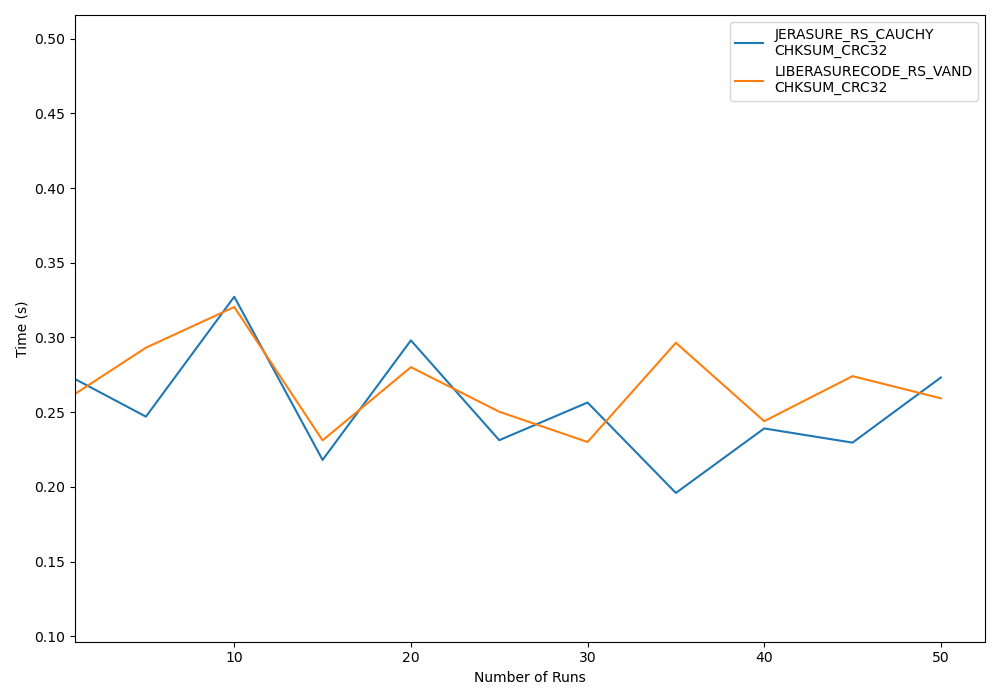 JERASURE_RS_CAUCHY
CHKSUM_CRC32
LIBERASURECODE_RS_VAND
CHKSUM_CRC32
0.50
0.45
0.40
0.35
0.30
0.25
0.20
0.15
0.10
Time (s)
10 20 30 40 50
Number of Runs